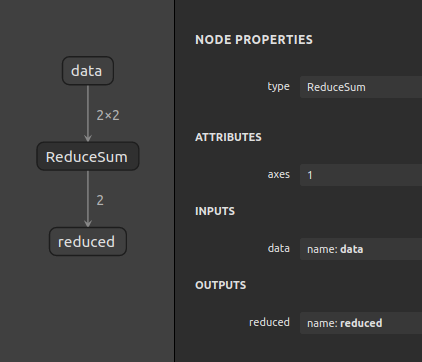 data
2×2
ReduceSum
2
reduced
NODE PROPERTIES
type ReduceSum
ATTRIBUTES
axes 1
INPUTS
data name: data
OUTPUTS
reduced name: reduced